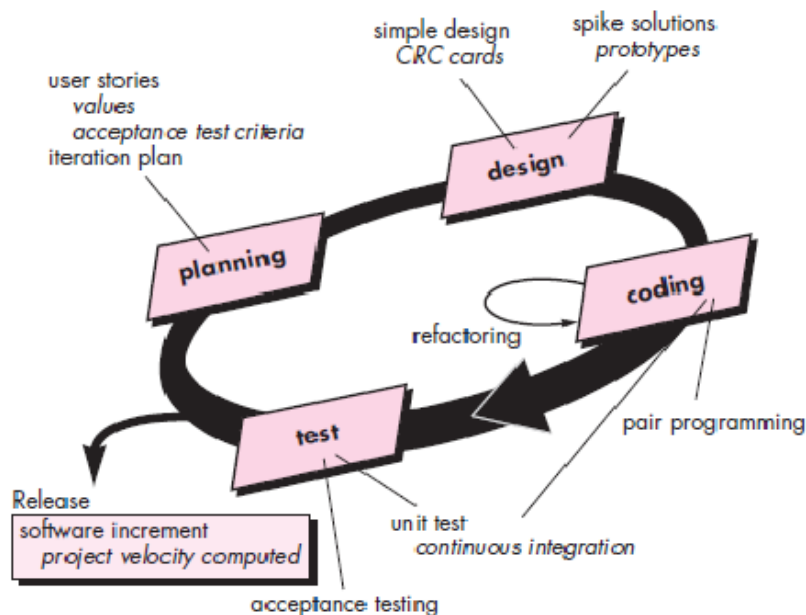 simple design
CRC cards
spike solutions
prototypes
user stories
values
acceptance test criteria
iteration plan
design
planning
coding
refactoring
test
pair programming
Release
software increment
project velocity computed
unit test
continuous integration
acceptance testing